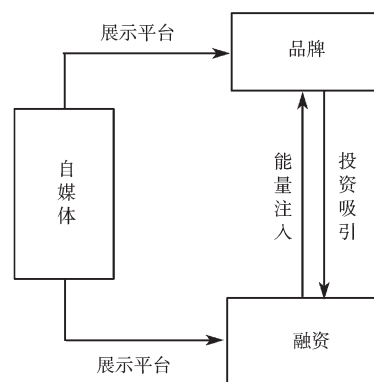 展示平台
品牌
自媒体
能量注入
投资吸引
融资
展示平台